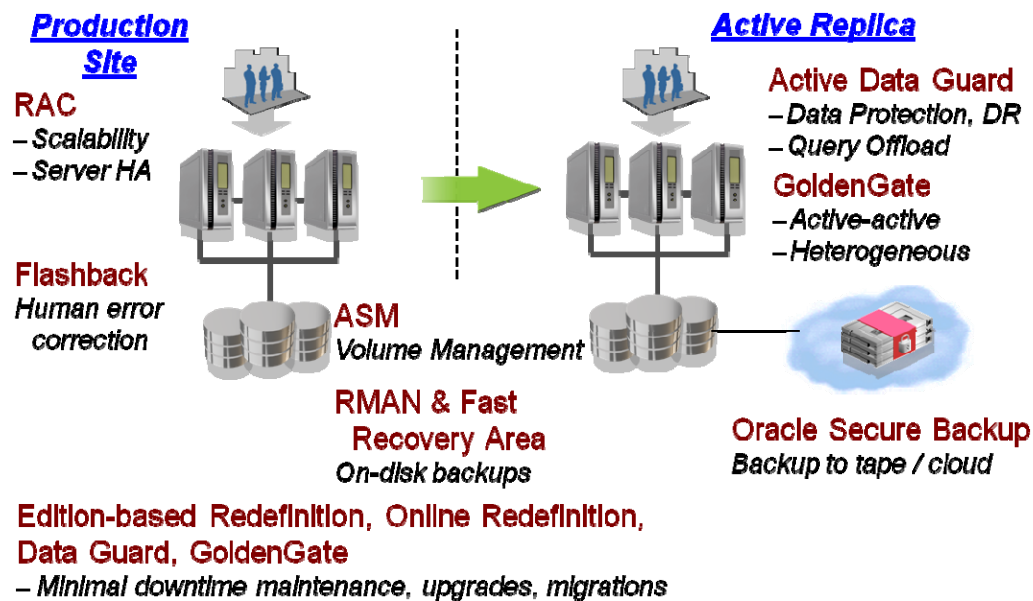 Production
Site
RAC
– Scalability
– Server HA
Flashback
Human error
correction
ASM
Volume Management
RMAN & Fast
Recovery Area
On-disk backups
Active Replica
Active Data Guard
– Data Protection, DR
– Query Offload
GoldenGate
– Active-active
– Heterogeneous
Oracle Secure Backup
Backup to tape / cloud
Edition-based Redefinition, Online Redefinition,
Data Guard, GoldenGate
– Minimal downtime maintenance, upgrades, migrations